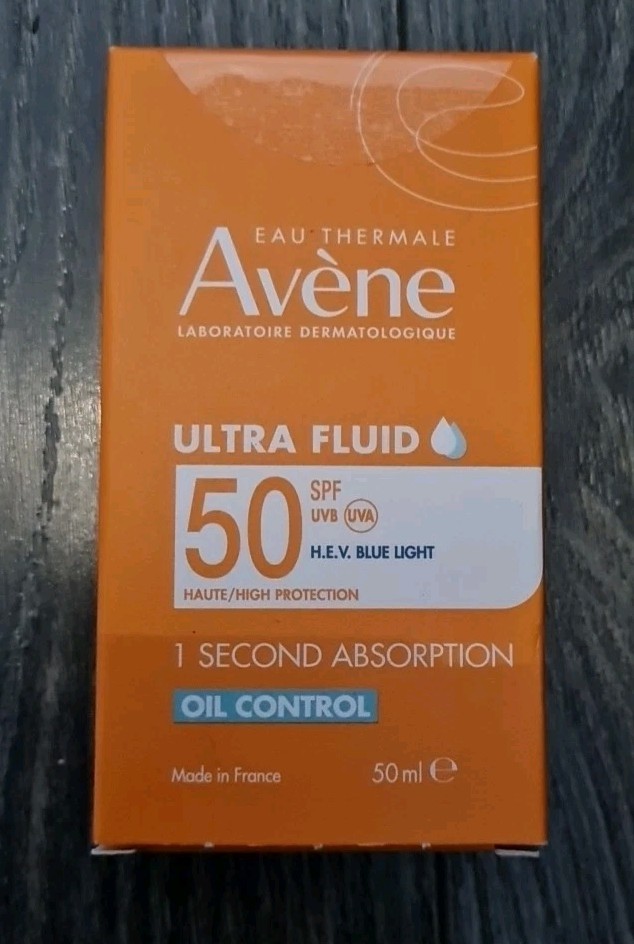 EAU THERMALE
Avène
LABORATOIRE DERMATOLOGIQUE
ULTRA FLUID
50 SPF
UVB UVA
H.E.V. BLUE LIGHT
HAUTE/HIGH PROTECTION
1 SECOND ABSORPTION
OIL CONTROL
Made in France 50 ml ℮